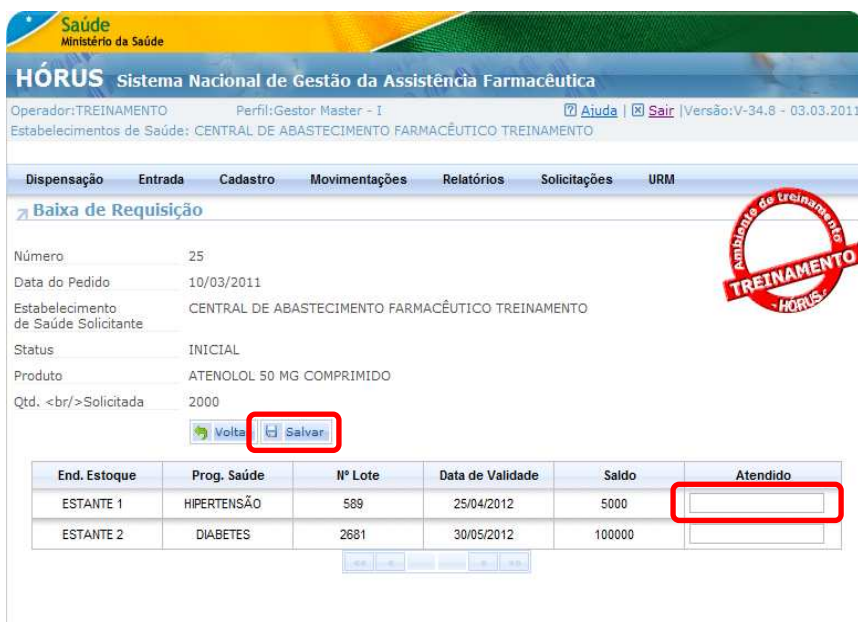 Saúde
Ministério da Saúde
HÓRUS Sistema Nacional de Gestão da Assistência Farmacêutica
Operador:TREINAMENTO Perfil:Gestor Master - I Ajuda | Sair |Versão:V-34.8 - 03.03.2011
Estabelecimentos de Saúde: CENTRAL DE ABASTECIMENTO FARMACÊUTICO TREINAMENTO
Dispensação Entrada Cadastro Movimentações Relatórios Solicitações URM
Baixa de Requisição
Ambiente de treinamento
TREINAMENTO
- HÓRUS -
Número 25
Data do Pedido 10/03/2011
Estabelecimento de Saúde Solicitante CENTRAL DE ABASTECIMENTO FARMACÊUTICO TREINAMENTO
Status INICIAL
Produto ATENOLOL 50 MG COMPRIMIDO
Qtd. <br/>Solicitada 2000
Volta Salvar
End. Estoque Prog. Saúde Nº Lote Data de Validade Saldo Atendido
ESTANTE 1 HIPERTENSÃO 589 25/04/2012 5000
ESTANTE 2 DIABETES 2681 30/05/2012 100000